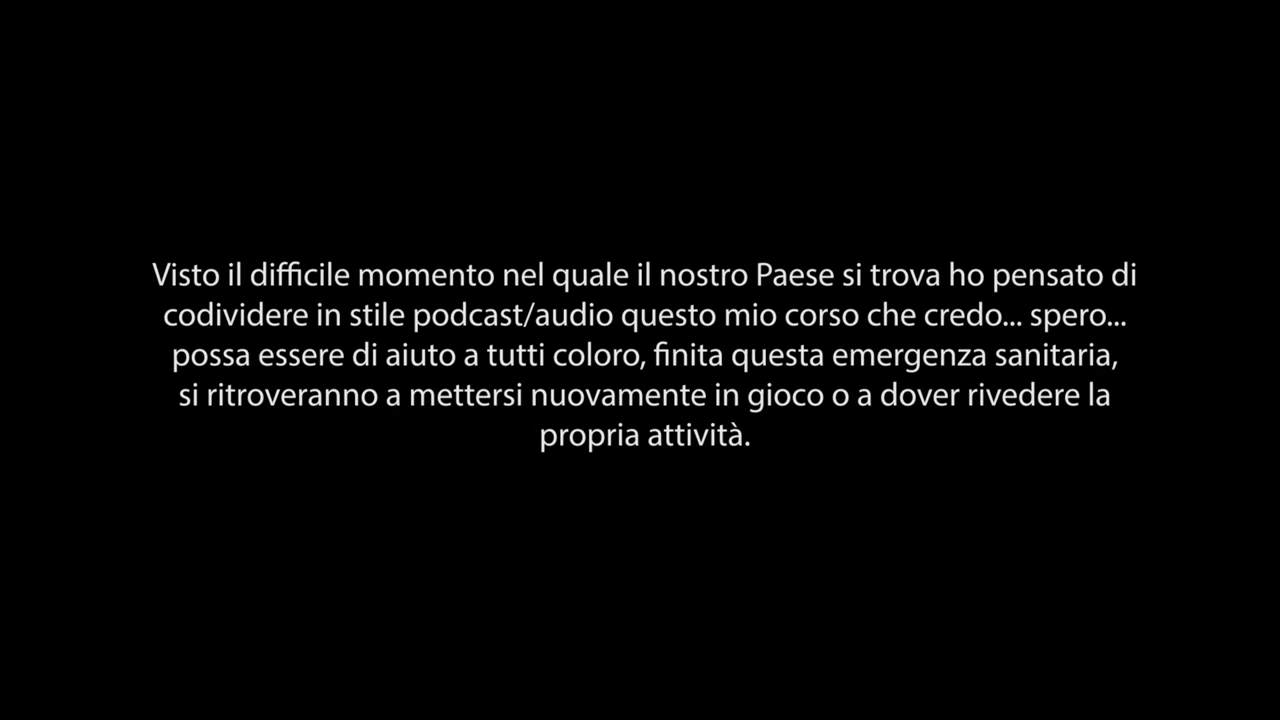 Visto il difficile momento nel quale il nostro Paese si trova ho pensato di
codividere in stile podcast/audio questo mio corso che credo... spero...
possa essere di aiuto a tutti coloro, finita questa emergenza sanitaria,
si ritroveranno a mettersi nuovamente in gioco o a dover rivedere la
propria attività.